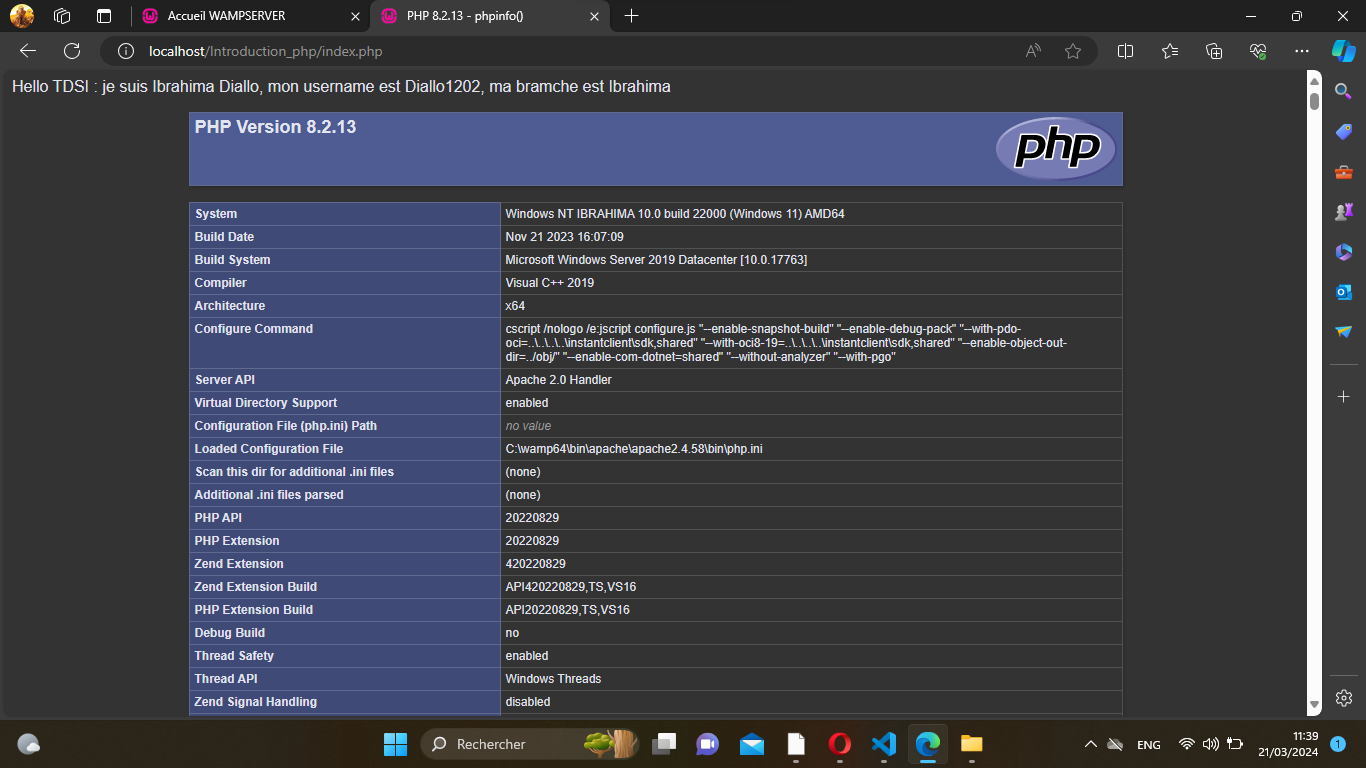 Accueil WAMPSERVER
PHP 8.2.13 - phpinfo()
localhost/Introduction_php/index.php
Hello TDSI : je suis Ibrahima Diallo, mon username est Diallo1202, ma bramche est Ibrahima
PHP Version 8.2.13
php
System Windows NT IBRAHIMA 10.0 build 22000 (Windows 11) AMD64
Build Date Nov 21 2023 16:07:09
Build System Microsoft Windows Server 2019 Datacenter [10.0.17763]
Compiler Visual C++ 2019
Architecture x64
Configure Command cscript /nologo /e:jscript configure.js "--enable-snapshot-build" "--enable-debug-pack" "--with-pdo-
oci=..\..\..\..\instantclient\sdk,shared" "--with-oci8-19=..\..\..\..\instantclient\sdk,shared" "--enable-object-out-
dir=../obj/" "--enable-com-dotnet=shared" "--without-analyzer" "--with-pgo"
Server API Apache 2.0 Handler
Virtual Directory Support enabled
Configuration File (php.ini) Path no value
Loaded Configuration File C:\wamp64\bin\apache\apache2.4.58\bin\php.ini
Scan this dir for additional .ini files (none)
Additional .ini files parsed (none)
PHP API 20220829
PHP Extension 20220829
Zend Extension 420220829
Zend Extension Build API420220829,TS,VS16
PHP Extension Build API20220829,TS,VS16
Debug Build no
Thread Safety enabled
Thread API Windows Threads
Zend Signal Handling disabled
Rechercher
ENG
11:39
21/03/2024
1